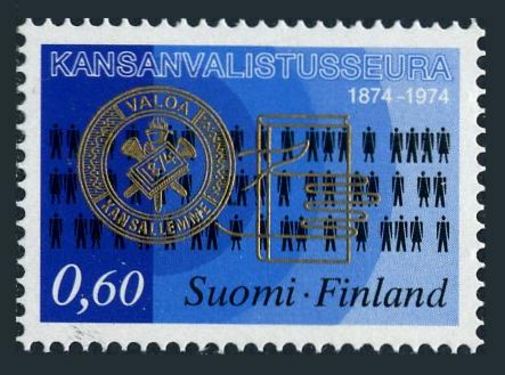 KANSANVALISTUSSEURA
1874-1974
VALOA
1874
KANSALLEMME
0,60
Suomi · Finland